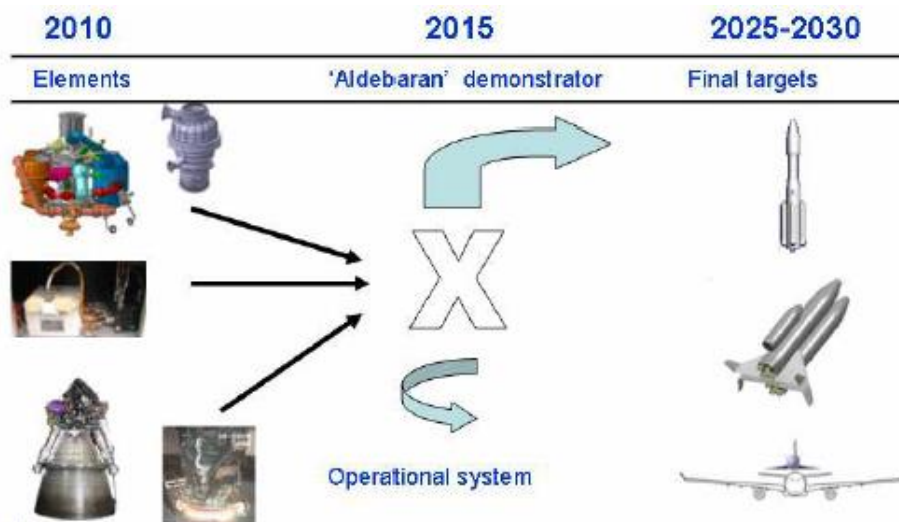 2010 2015 2025-2030
Elements 'Aldebaran' demonstrator Final targets
X
Operational system